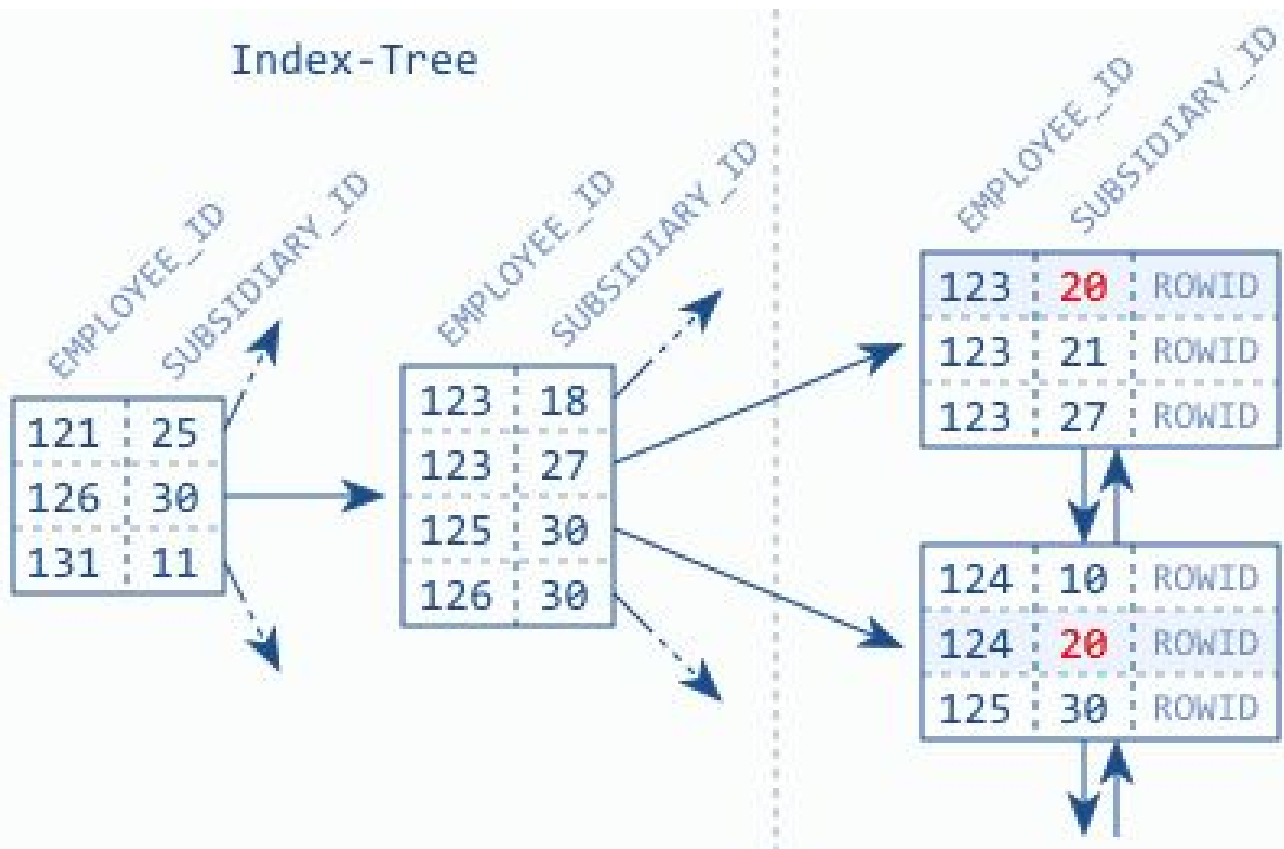 Index-Tree
EMPLOYEE_ID
SUBSIDIARY_ID
121 25
126 30
131 11
EMPLOYEE_ID
SUBSIDIARY_ID
123 18
123 27
125 30
126 30
EMPLOYEE_ID
SUBSIDIARY_ID
123 20 ROWID
123 21 ROWID
123 27 ROWID
124 10 ROWID
124 20 ROWID
125 30 ROWID